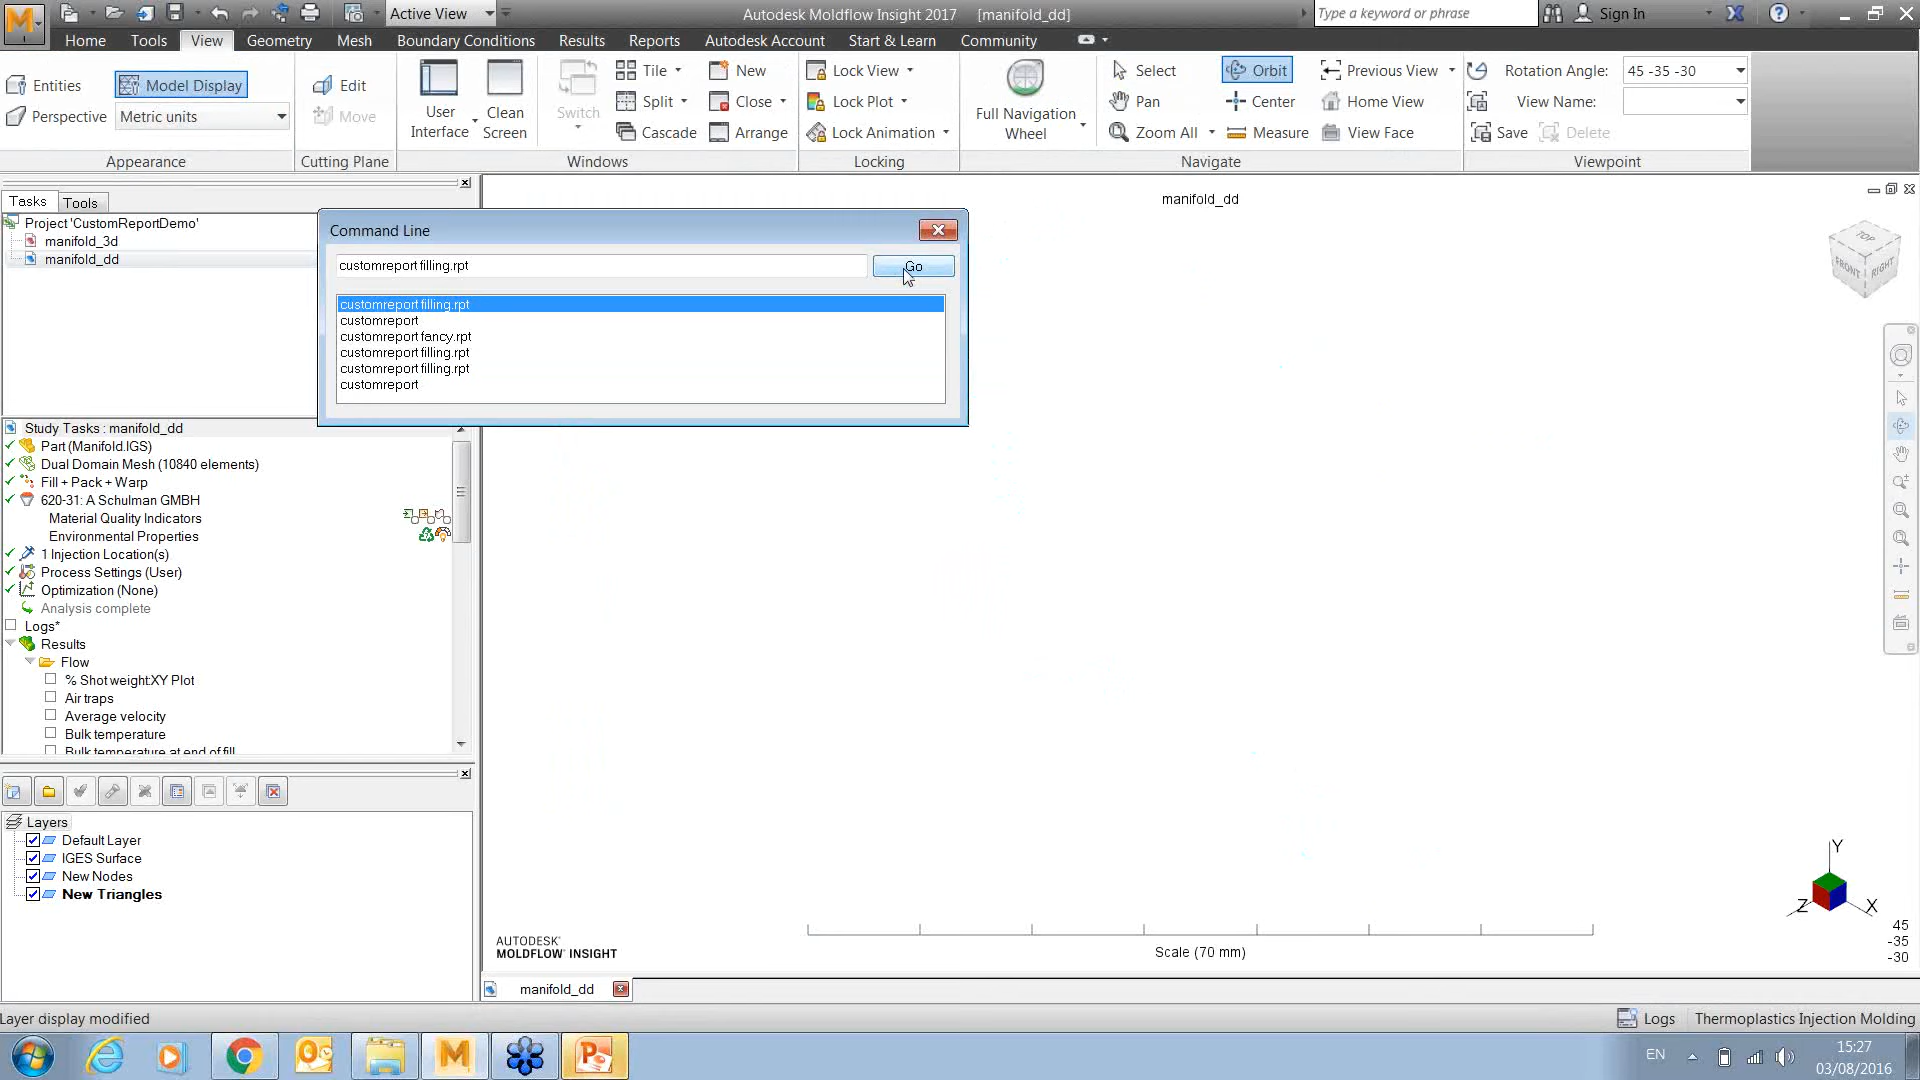 Active View
Autodesk Moldflow Insight 2017 [manifold_dd]
Type a keyword or phrase
Sign In
Home Tools View Geometry Mesh Boundary Conditions Results Reports Autodesk Account Start & Learn Community
Entities
Model Display
Perspective
Metric units
Appearance
Edit
Move
Cutting Plane
User Interface
Clean Screen
Switch
Tile
Split
Cascade
New
Close
Arrange
Windows
Lock View
Lock Plot
Lock Animation
Locking
Full Navigation Wheel
Select
Pan
Zoom All
Orbit
Center
Measure
Previous View
Home View
View Face
Navigate
Rotation Angle: 45 -35 -30
View Name:
Save
Delete
Viewpoint
Tasks
Tools
Project 'CustomReportDemo'
manifold_3d
manifold_dd
Command Line
customreport filling.rpt
Go
customreport filling.rpt
customreport
customreport fancy.rpt
customreport filling.rpt
customreport filling.rpt
customreport
manifold_dd
TOP
FRONT
RIGHT
Study Tasks : manifold_dd
Part (Manifold.IGS)
Dual Domain Mesh (10840 elements)
Fill + Pack + Warp
620-31: A Schulman GMBH
Material Quality Indicators
Environmental Properties
1 Injection Location(s)
Process Settings (User)
Optimization (None)
Analysis complete
Logs*
Results
Flow
% Shot weight:XY Plot
Air traps
Average velocity
Bulk temperature
Bulk temperature at end of fill
Layers
Default Layer
IGES Surface
New Nodes
New Triangles
AUTODESK®
MOLDFLOW® INSIGHT
Scale (70 mm)
Y
Z
X
45
-35
-30
manifold_dd
Layer display modified
Logs
Thermoplastics Injection Molding
EN
15:27
03/08/2016